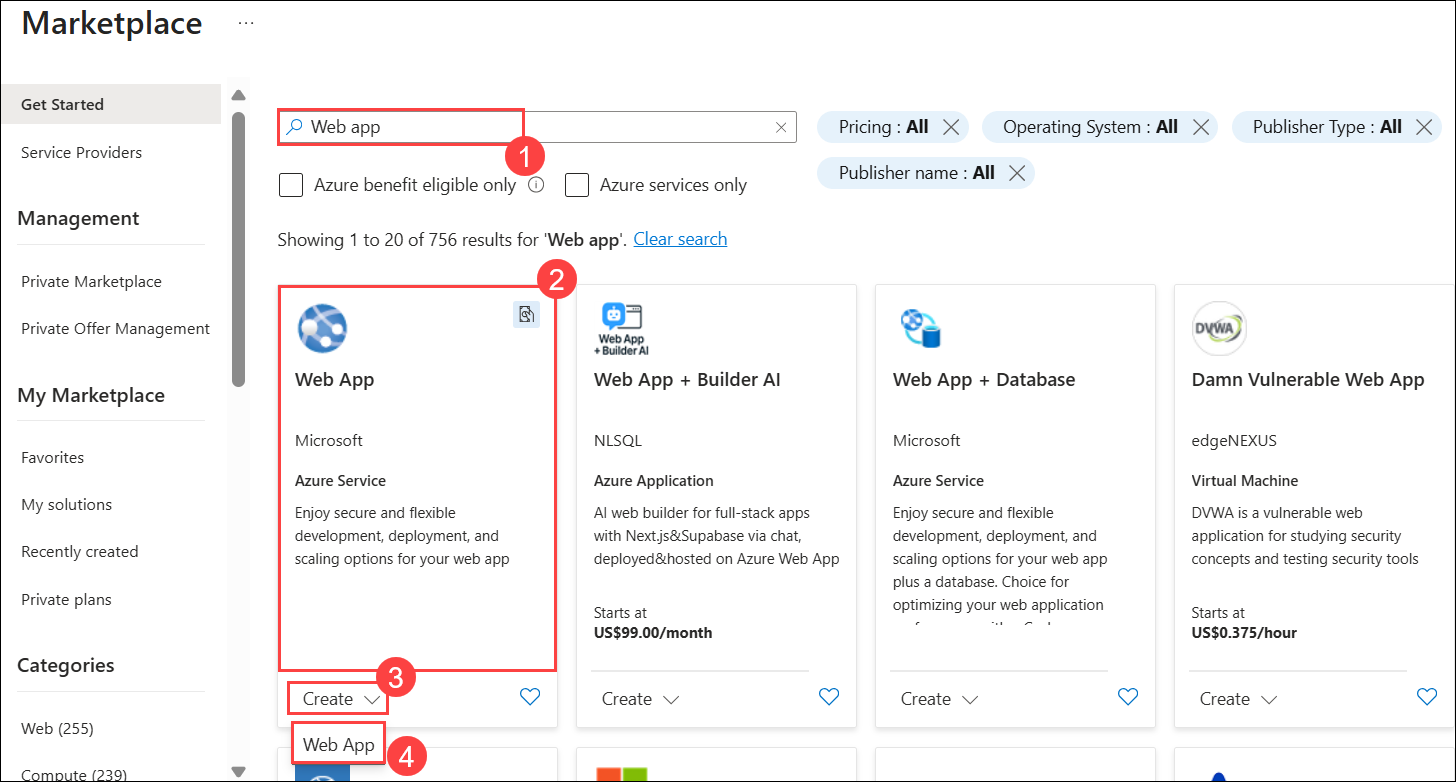 Marketplace ...
Get Started
Service Providers
Management
Private Marketplace
Private Offer Management
My Marketplace
Favorites
My solutions
Recently created
Private plans
Categories
Web (255)
Compute (239)
Web app
1
Pricing : All
Operating System : All
Publisher Type : All
Publisher name : All
Azure benefit eligible only
Azure services only
Showing 1 to 20 of 756 results for 'Web app'. Clear search
2
Web App
Microsoft
Azure Service
Enjoy secure and flexible
development, deployment, and
scaling options for your web app
Create
3
Web App
4
Web App
+ Builder AI
Web App + Builder AI
NLSQL
Azure Application
AI web builder for full-stack apps
with Next.js&Supabase via chat,
deployed&hosted on Azure Web App
Starts at
US$99.00/month
Create
Web App + Database
Microsoft
Azure Service
Enjoy secure and flexible
development, deployment, and
scaling options for your web app
plus a database. Choice for
optimizing your web application
Create
DVWA
Damn Vulnerable Web App
edgeNEXUS
Virtual Machine
DVWA is a vulnerable web
application for studying security
concepts and testing security tools
Starts at
US$0.375/hour
Create